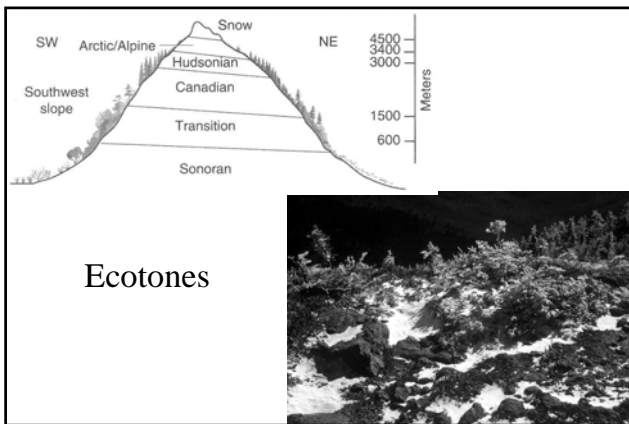 Snow
SW
Arctic/Alpine
NE
4500
3400
3000
Hudsonian
Canadian
Southwest
slope
Meters
1500
Transition
600
Sonoran
Ecotones